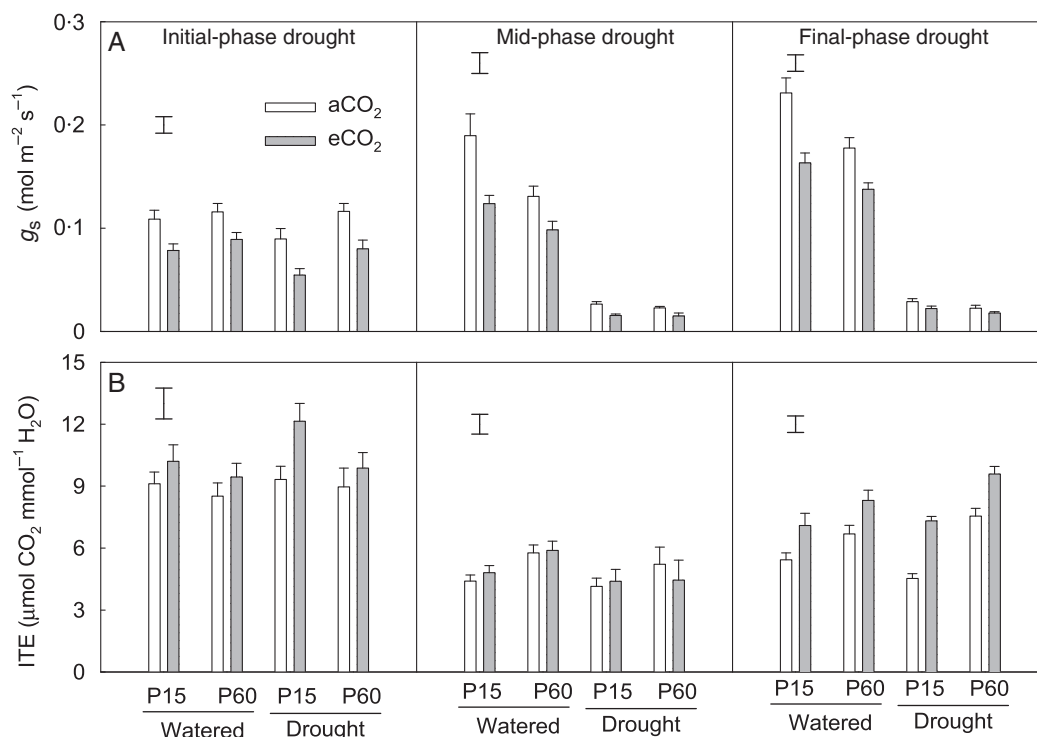 A
Initial-phase drought
Mid-phase drought
Final-phase drought
aCO₂
eCO₂
gₛ (mol m⁻² s⁻¹)
0·3
0·2
0·1
0
B
ITE (μmol CO₂ mmol⁻¹ H₂O)
15
12
9
6
3
0
P15 P60 P15 P60 P15 P60 P15 P60 P15 P60 P15 P60
Watered Drought Watered Drought Watered Drought